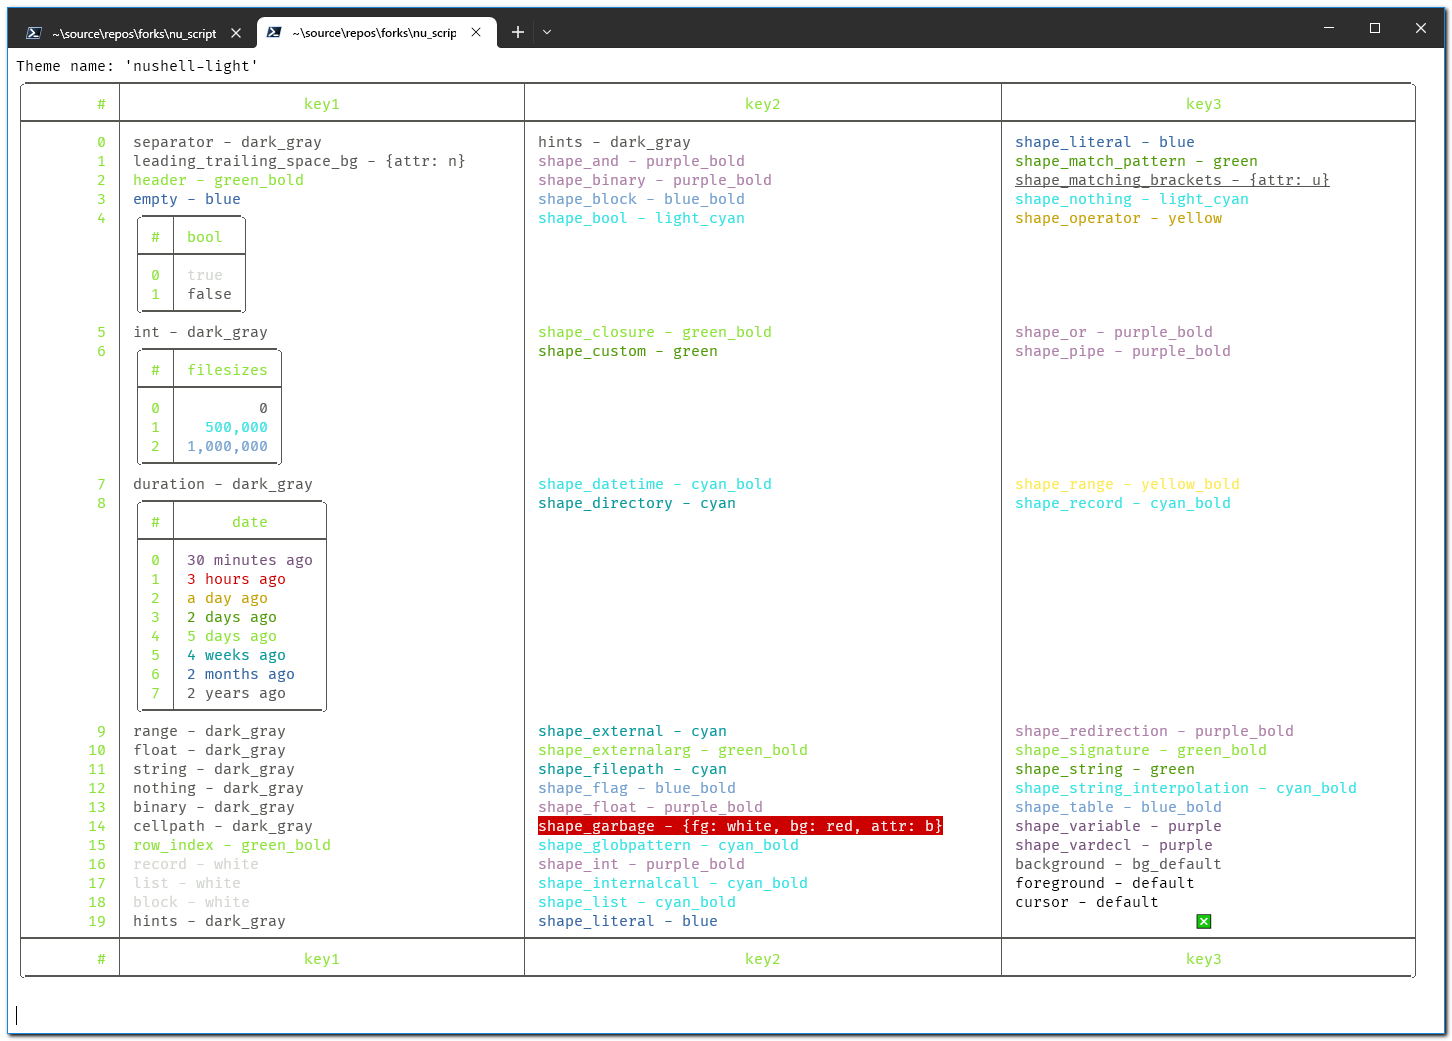 ~\source\repos\forks\nu_script ~\source\repos\forks\nu_scrip
Theme name: 'nushell-light'
# key1 key2 key3
0 separator - dark_gray hints - dark_gray shape_literal - blue
1 leading_trailing_space_bg - {attr: n} shape_and - purple_bold shape_match_pattern - green
2 header - green_bold shape_binary - purple_bold shape_matching_brackets - {attr: u}
3 empty - blue shape_block - blue_bold shape_nothing - light_cyan
4 shape_bool - light_cyan shape_operator - yellow
# bool
0 true
1 false
5 int - dark_gray shape_closure - green_bold shape_or - purple_bold
6 shape_custom - green shape_pipe - purple_bold
# filesizes
0 0
1 500,000
2 1,000,000
7 duration - dark_gray shape_datetime - cyan_bold shape_range - yellow_bold
8 shape_directory - cyan shape_record - cyan_bold
# date
0 30 minutes ago
1 3 hours ago
2 a day ago
3 2 days ago
4 5 days ago
5 4 weeks ago
6 2 months ago
7 2 years ago
9 range - dark_gray shape_external - cyan shape_redirection - purple_bold
10 float - dark_gray shape_externalarg - green_bold shape_signature - green_bold
11 string - dark_gray shape_filepath - cyan shape_string - green
12 nothing - dark_gray shape_flag - blue_bold shape_string_interpolation - cyan_bold
13 binary - dark_gray shape_float - purple_bold shape_table - blue_bold
14 cellpath - dark_gray shape_garbage - {fg: white, bg: red, attr: b} shape_variable - purple
15 row_index - green_bold shape_globpattern - cyan_bold shape_vardecl - purple
16 record - white shape_int - purple_bold background - bg_default
17 list - white shape_internalcall - cyan_bold foreground - default
18 block - white shape_list - cyan_bold cursor - default
19 hints - dark_gray shape_literal - blue ❎
# key1 key2 key3